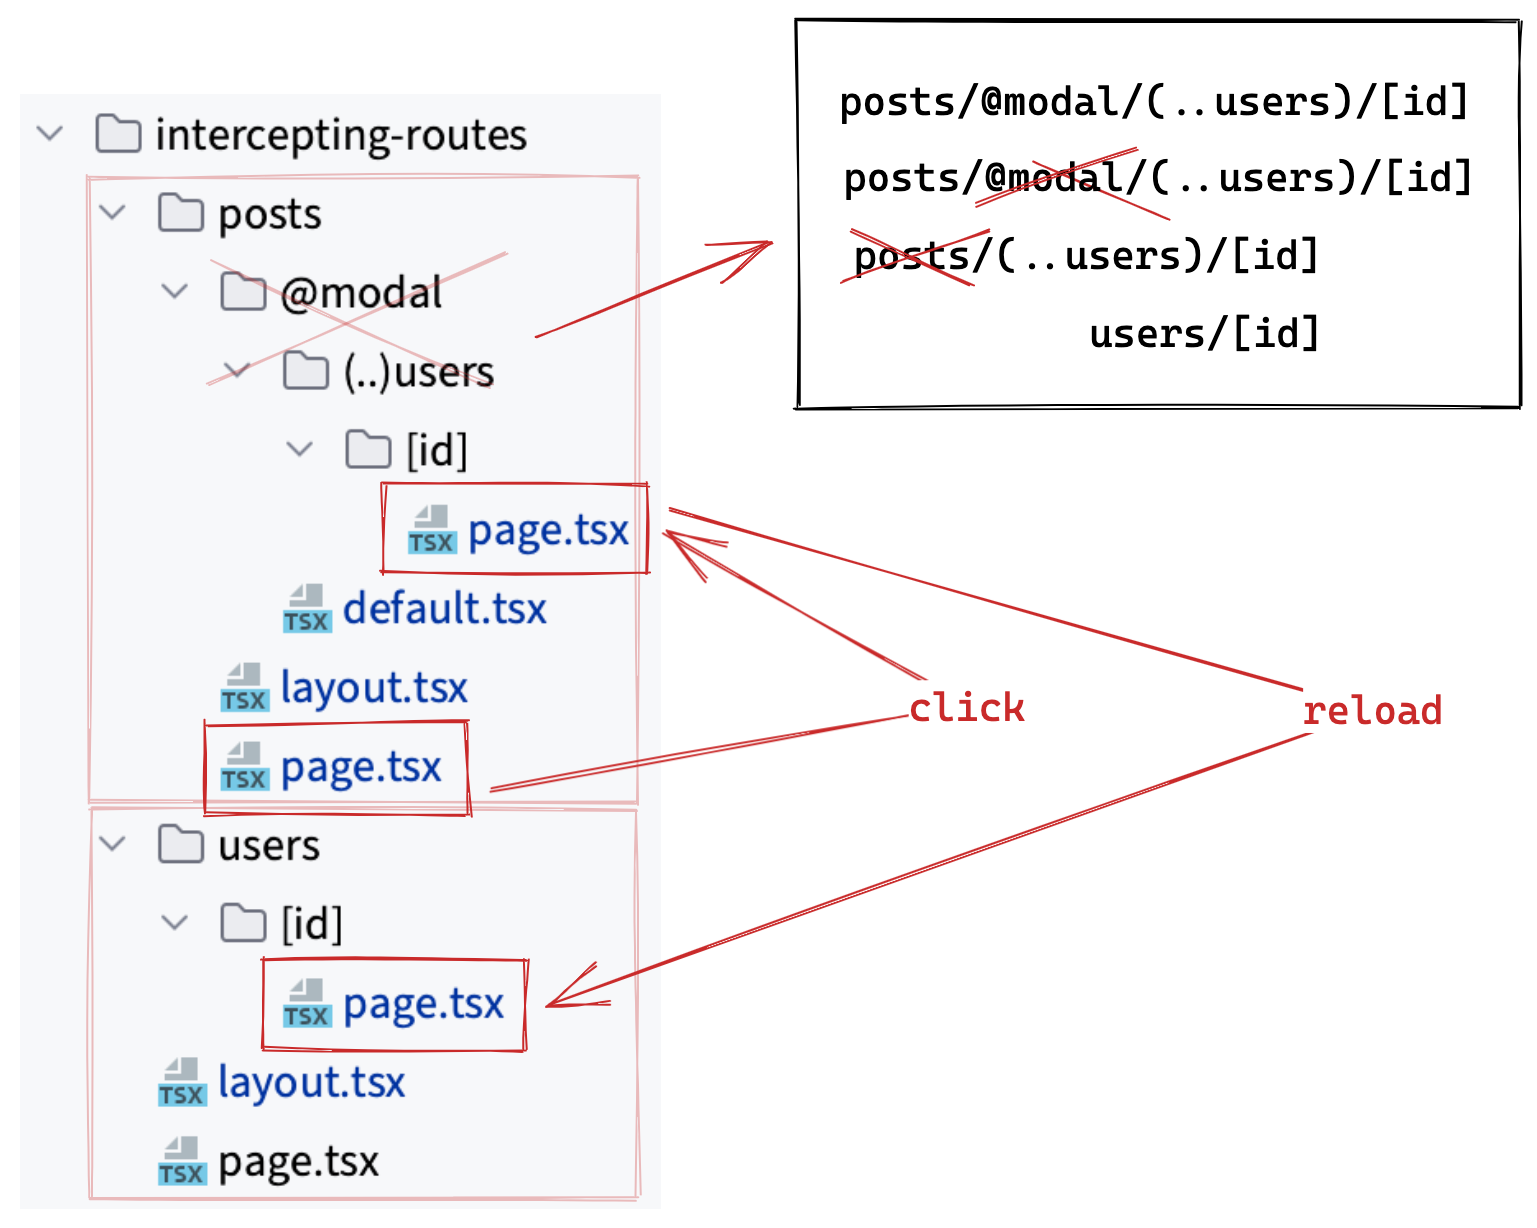 intercepting-routes
posts
@modal
(..)users
[id]
TSX page.tsx
TSX default.tsx
TSX layout.tsx
TSX page.tsx
users
[id]
TSX page.tsx
TSX layout.tsx
TSX page.tsx
posts/@modal/(..users)/[id]
posts/@modal/(..users)/[id]
posts/(..users)/[id]
users/[id]
click
reload